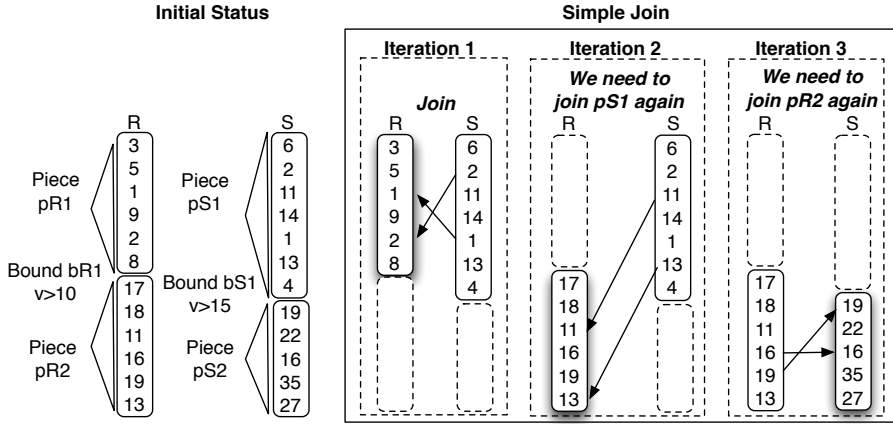 Initial Status
Simple Join
Iteration 1
Iteration 2
Iteration 3
Join
We need to
join pS1 again
We need to
join pR2 again
R
3
5
1
9
2
8
17
18
11
16
19
13
Piece
pR1
Bound bR1
v>10
Piece
pR2
S
6
2
11
14
1
13
4
19
22
16
35
27
Piece
pS1
Bound bS1
v>15
Piece
pS2
R
3
5
1
9
2
8
S
6
2
11
14
1
13
4
R
17
18
11
16
19
13
S
6
2
11
14
1
13
4
R
17
18
11
16
19
13
S
19
22
16
35
27